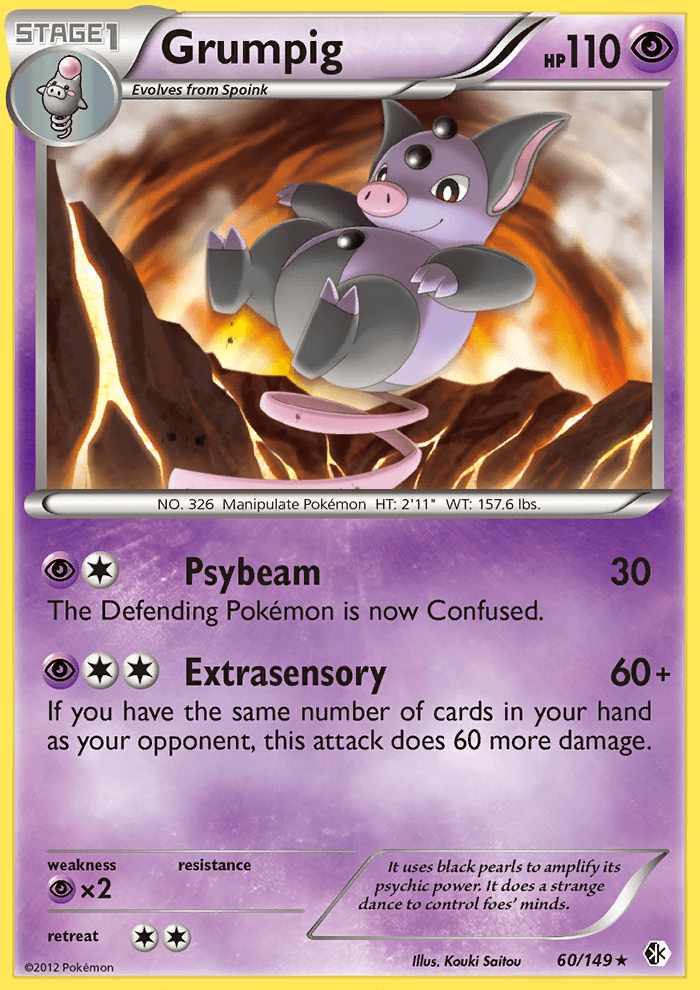 STAGE1
Grumpig
HP110
Evolves from Spoink
NO. 326 Manipulate Pokémon HT: 2'11" WT: 157.6 lbs.
Psybeam 30
The Defending Pokémon is now Confused.
Extrasensory 60+
If you have the same number of cards in your hand
as your opponent, this attack does 60 more damage.
weakness resistance
×2
It uses black pearls to amplify its
psychic power. It does a strange
dance to control foes' minds.
retreat
Illus. Kouki Saitou 60/149★
©2012 Pokémon